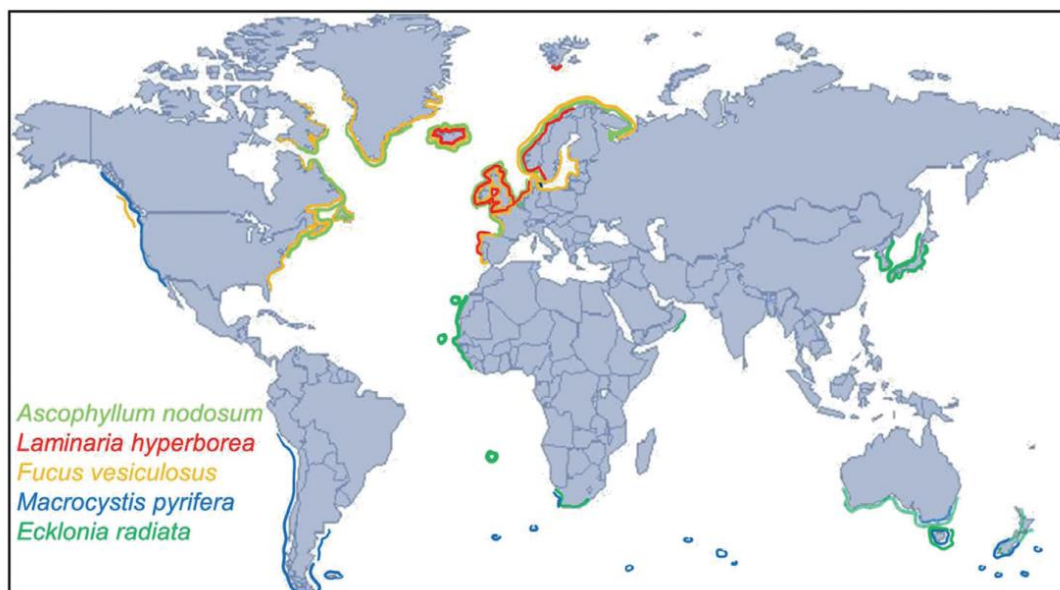 Ascophyllum nodosum
Laminaria hyperborea
Fucus vesiculosus
Macrocystis pyrifera
Ecklonia radiata